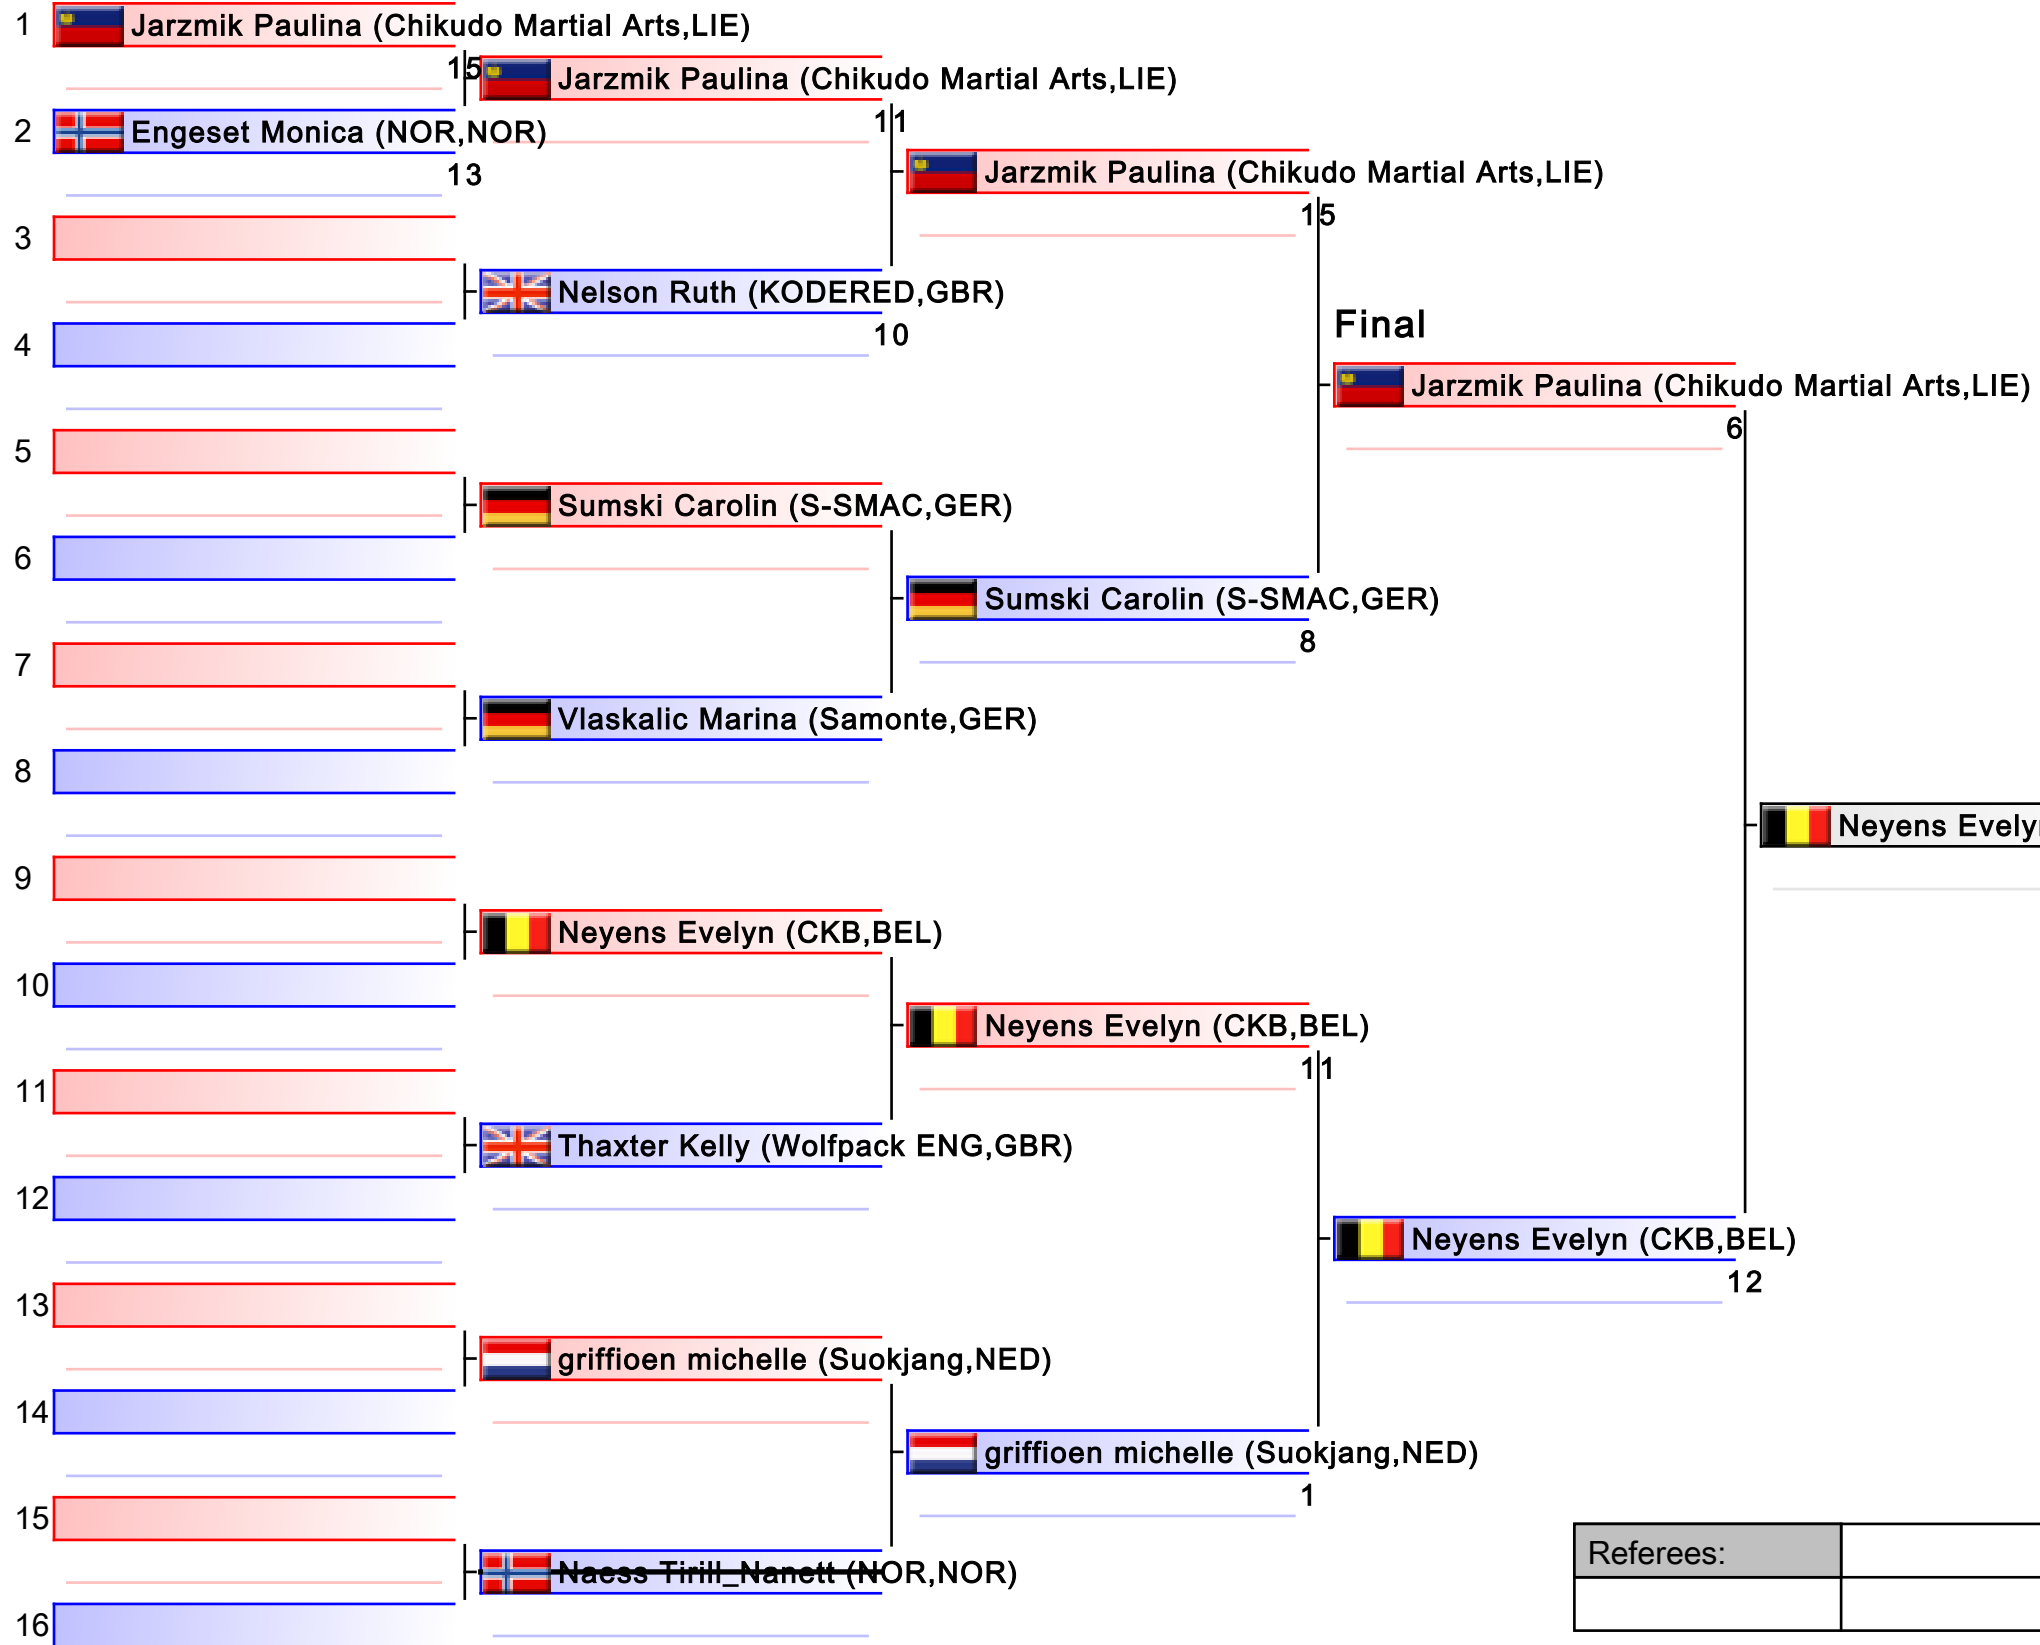 1 Jarzmik Paulina (Chikudo Martial Arts,LIE)
15 Jarzmik Paulina (Chikudo Martial Arts,LIE)
11
2 Engeset Monica (NOR,NOR)
13
Jarzmik Paulina (Chikudo Martial Arts,LIE)
15
3
Nelson Ruth (KODERED,GBR)
10
4
Final
Jarzmik Paulina (Chikudo Martial Arts,LIE)
6
5
Sumski Carolin (S-SMAC,GER)
6
Sumski Carolin (S-SMAC,GER)
8
7
Vlaskalic Marina (Samonte,GER)
8
Neyens Evelyn
9
Neyens Evelyn (CKB,BEL)
10
Neyens Evelyn (CKB,BEL)
11
11
Thaxter Kelly (Wolfpack ENG,GBR)
12
Neyens Evelyn (CKB,BEL)
12
13
griffioen michelle (Suokjang,NED)
14
griffioen michelle (Suokjang,NED)
1
15
Naess Tirill_Nanett (NOR,NOR)
16
Referees: